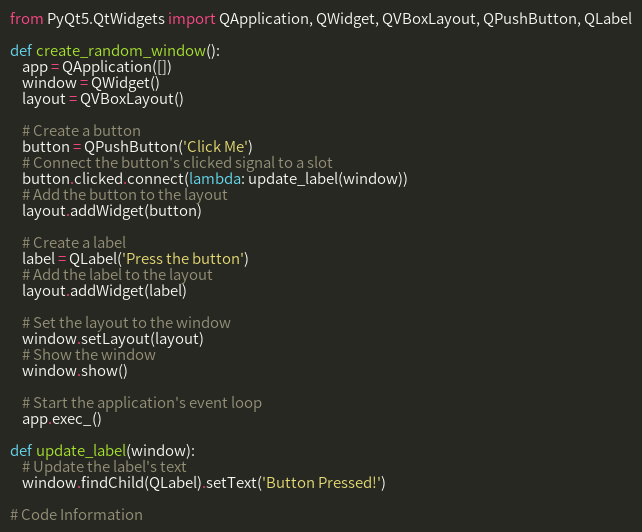 from PyQt5.QtWidgets import QApplication, QWidget, QVBoxLayout, QPushButton, QLabel

def create_random_window():
    app = QApplication([])
    window = QWidget()
    layout = QVBoxLayout()

    # Create a button
    button = QPushButton('Click Me')
    # Connect the button's clicked signal to a slot
    button.clicked.connect(lambda: update_label(window))
    # Add the button to the layout
    layout.addWidget(button)

    # Create a label
    label = QLabel('Press the button')
    # Add the label to the layout
    layout.addWidget(label)

    # Set the layout to the window
    window.setLayout(layout)
    # Show the window
    window.show()

    # Start the application's event loop
    app.exec_()

def update_label(window):
    # Update the label's text
    window.findChild(QLabel).setText('Button Pressed!')

# Code Information